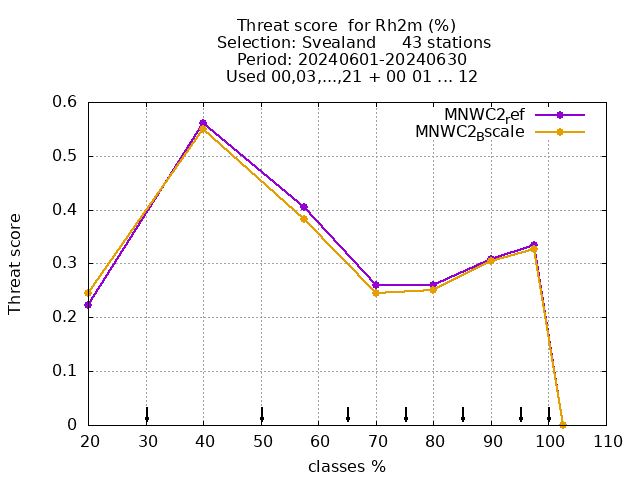 Threat score  for Rh2m (%)
Selection: Svealand     43 stations
Period: 20240601-20240630
Used 00,03,...,21 + 00 01 ... 12
MNWC2ref
MNWC2Bscale
0.6
0.5
0.4
0.3
0.2
0.1
0
Threat score
20 30 40 50 60 70 80 90 100 110
classes %